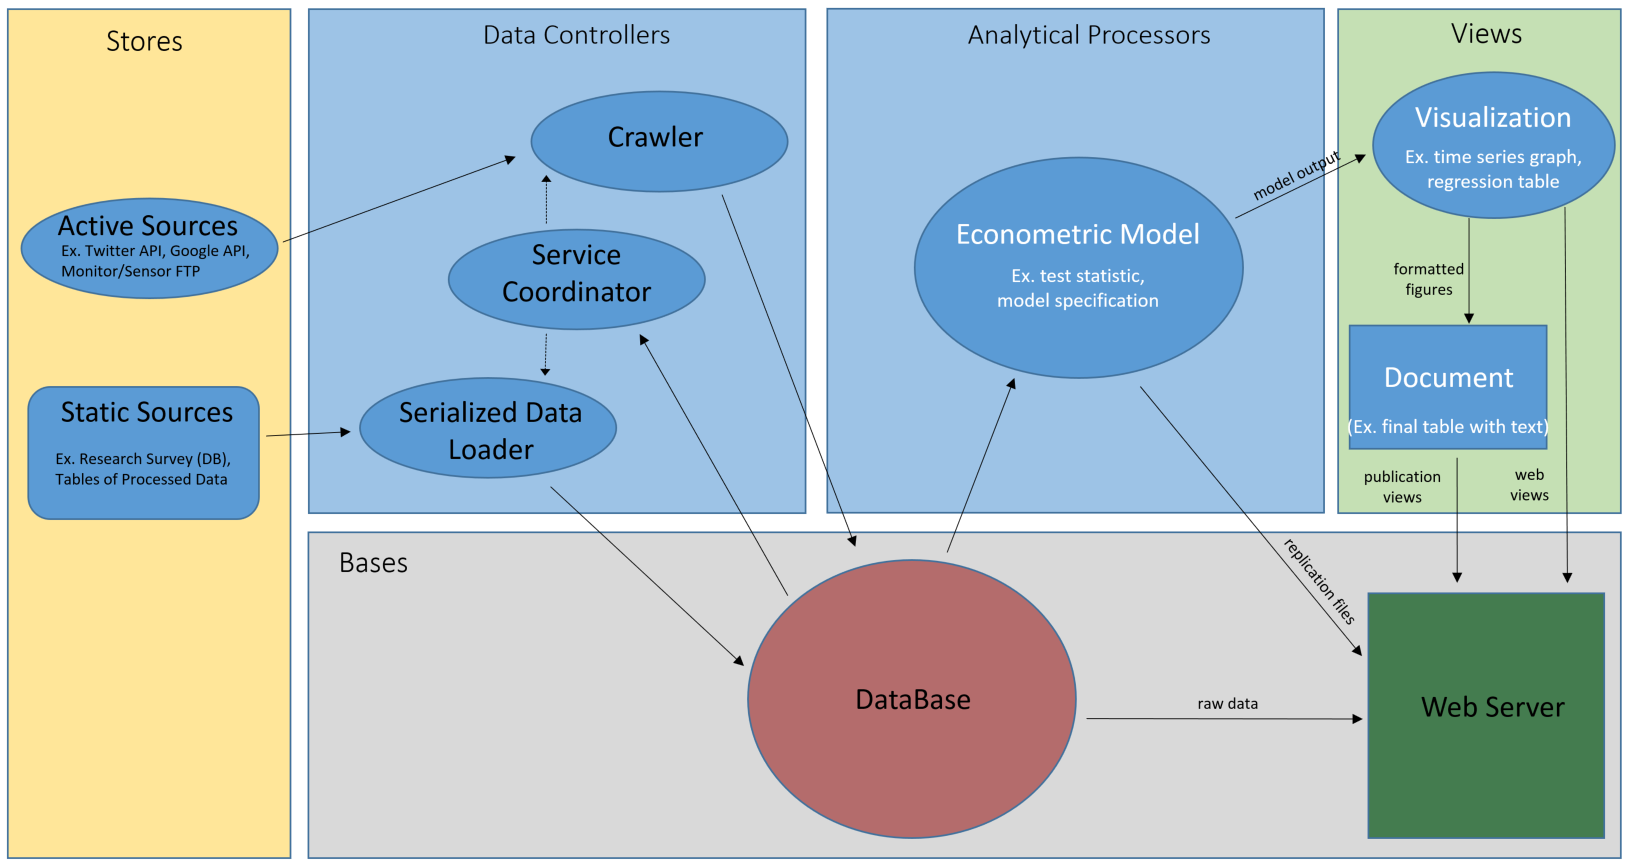 Stores
Active Sources
Ex. Twitter API, Google API,
Monitor/Sensor FTP
Static Sources
Ex. Research Survey (DB),
Tables of Processed Data
Data Controllers
Crawler
Service
Coordinator
Serialized Data
Loader
Analytical Processors
Econometric Model
Ex. test statistic,
model specification
model output
replication files
Views
Visualization
Ex. time series graph,
regression table
formatted
figures
Document
(Ex. final table with text)
publication
views
web
views
Bases
DataBase
raw data
Web Server